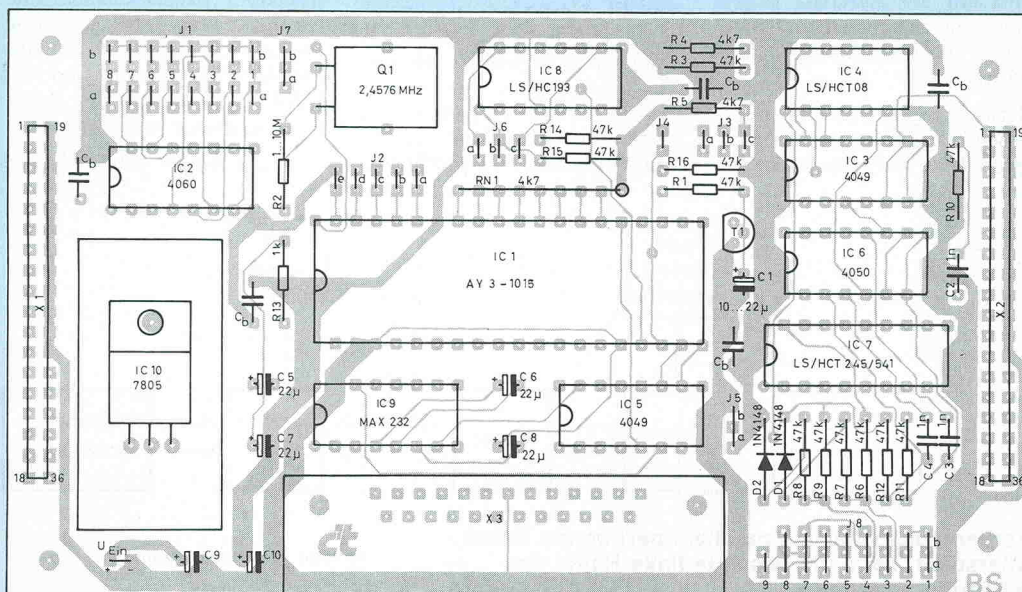 J1
J7
b
b
8
7
6
5
4
3
2
1
a
a
b
a
Q1
2,4576 MHz
IC 8
LS/HC193
R4
4k7
R3
47k
Cb
R5
4k7
IC 4
LS/HCT08
Cb
1
19
Cb
IC 2
4060
1...10M
R2
J2
e
d
c
b
a
J6
a
b
c
R14
47k
R15
47k
RN1
4k7
J4
J3
a
b
c
R16
47k
R1
47k
IC 3
4049
47k
R10
1
19
X1
1k
R13
Cb
IC 1
AY 3-1015
T1
C1
10...22µ
IC 6
4050
1n
C2
X2
IC 10
7805
C5
22µ
C7
22µ
IC 9
MAX 232
C6
22µ
C8
22µ
IC 5
4049
Cb
J5
b
a
IC 7
LS/HCT 245/541
1N4148
1N4148
47k
47k
47k
47k
47k
47k
1n
1n
D2
D1
R8
R9
R7
R6
R12
R11
C4
C3
18
36
18
36
X3
c't
UEin
+
-
C9
C10
J8
b
a
9
8
7
6
5
4
3
2
1
BS